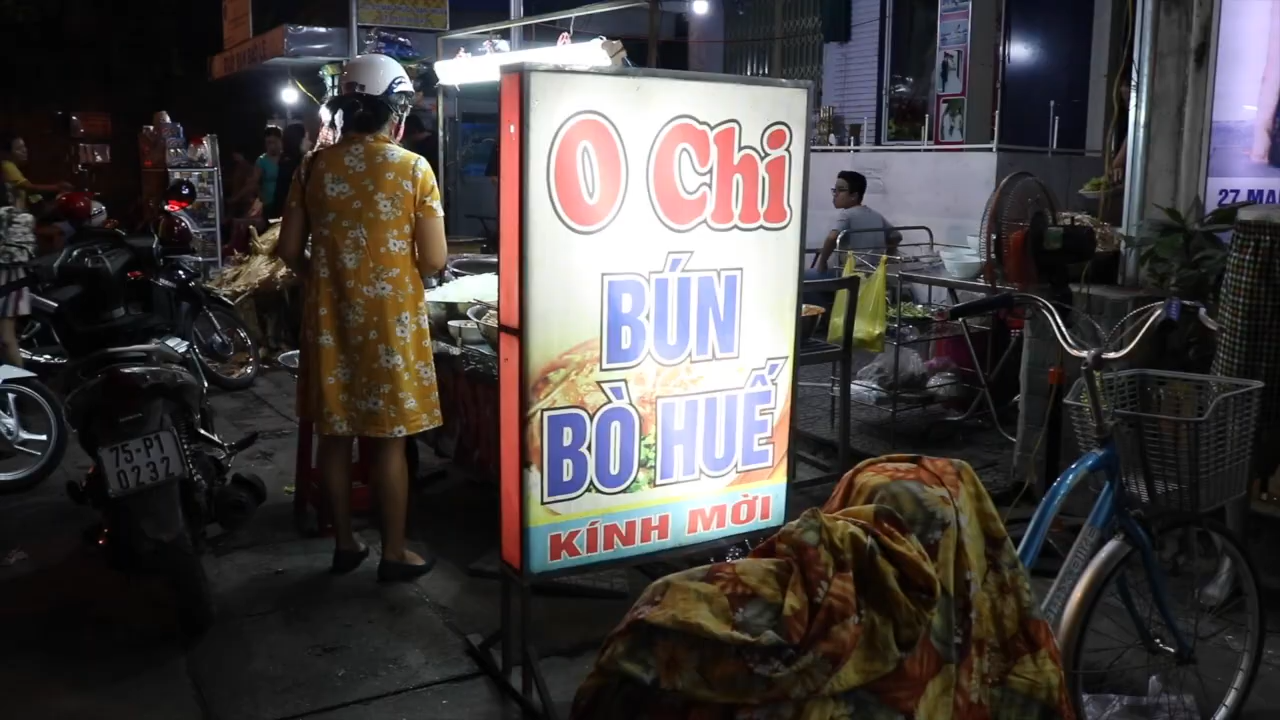 O Chi
BÚN
BÒ HUẾ
KÍNH MỜI
75-P1
0232
27 MA